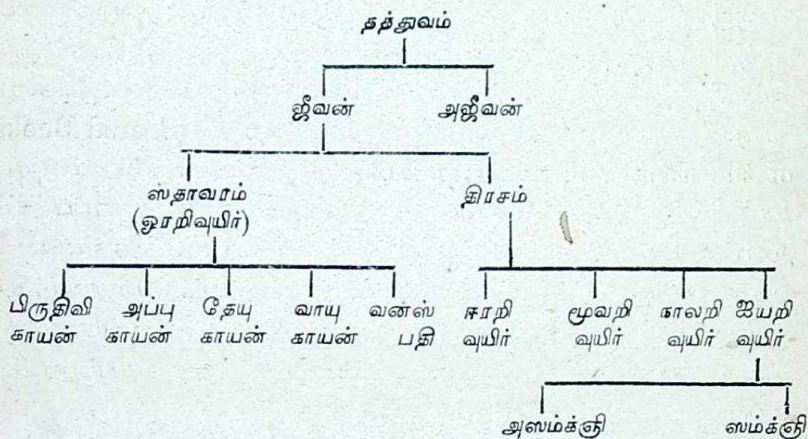 தத்துவம்
ஜீவன் அஜீவன்
ஸ்தாவரம் திரசம்
(ஓரறிவுயிர்)
பிருதிவி அப்பு தேயு வாயு வனஸ் ஈரறி மூவறி நாலறி ஐயறி
காயன் காயன் காயன் காயன் பதி வுயிர் வுயிர் வுயிர் வுயிர்
அஸம்க்ஞி ஸம்க்ஞி